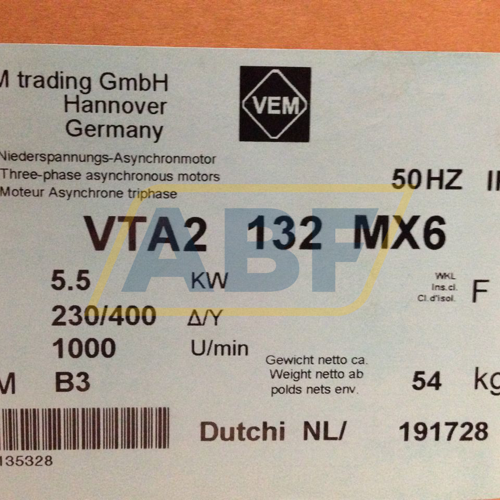 M trading GmbH
Hannover
Germany
VEM
Niederspannungs-Asynchronmotor
Three-phase asynchronous motors
Moteur Asynchrone triphase
50HZ
VTA2 132 MX6
ABF
5.5 KW
WKL
Ins.cl.
Cl.d'isol.
F
230/400 Δ/Y
1000 U/min
Gewicht netto ca.
Weight netto ab
polds nets env.
54 kg
M B3
Dutchi NL/ 191728
135328